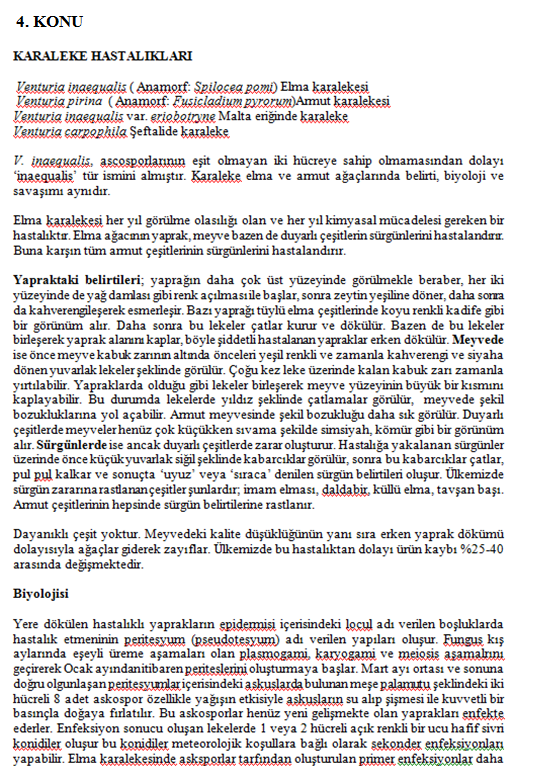 4. KONU
KARALEKE HASTALIKLARI
Venturia inaequalis ( Anamorf: Spilocea pomi) Elma karalekesi
Venturia pirina ( Anamorf: Fusicladium pyrorum)Armut karalekesi
Venturia inaequalis var. eriobotryne Malta eriğinde karaleke
Venturia carpophila Şeftalide karaleke
V. inaequalis, ascosporlarının eşit olmayan iki hücreye sahip olmamasından dolayı
‘inaequalis’ tür ismini almıştır. Karaleke elma ve armut ağaçlarında belirti, biyoloji ve
savaşımı aynıdır.
Elma karalekesi her yıl görülme olasılığı olan ve her yıl kimyasal mücadelesi gereken bir
hastalıktır. Elma ağacının yaprak, meyve bazen de duyarlı çeşitlerin sürgünlerini hastalandırır.
Buna karşın tüm armut çeşitlerinin sürgünlerini hastalandırır.
Yapraktaki belirtileri; yaprağın daha çok üst yüzeyinde görülmekle beraber, her iki
yüzeyinde de yağ damlası gibi renk açılması ile başlar, sonra zeytin yeşiline döner, daha sonra
da kahverengileşerek esmerleşir. Bazı yaprağı tüylü elma çeşitlerinde koyu renkli kadife gibi
bir görünüm alır. Daha sonra bu lekeler çatlar kurur ve dökülür. Bazen de bu lekeler
birleşerek yaprak alanını kaplar, böyle şiddetli hastalanan yapraklar erken dökülür. Meyvede
ise önce meyve kabuk zarının altında önceleri yeşil renkli ve zamanla kahverengi ve siyaha
dönen yuvarlak lekeler şeklinde görülür. Çoğu kez leke üzerinde kalan kabuk zarı zamanla
yırtılabilir. Yapraklarda olduğu gibi lekeler birleşerek meyve yüzeyinin büyük bir kısmını
kaplayabilir. Bu durumda lekelerde yıldız şeklinde çatlamalar görülür, meyvede şekil
bozukluklarına yol açabilir. Armut meyvesinde şekil bozukluğu daha sık görülür. Duyarlı
çeşitlerde meyveler henüz çok küçükken sıvama şekilde simsiyah, kömür gibi bir görünüm
alır. Sürgünlerde ise ancak duyarlı çeşitlerde zarar oluşturur. Hastalığa yakalanan sürgünler
üzerinde önce küçük yuvarlak siğil şeklinde kabarcıklar görülür, sonra bu kabarcıklar çatlar,
pul pul kalkar ve sonuçta ‘uyuz’ veya ‘sıraca’ denilen sürgün belirtileri oluşur. Ülkemizde
sürgün zararına rastlanan çeşitler şunlardır; imam elması, daldabir, küllü elma, tavşan başı.
Armut çeşitlerinin hepsinde sürgün belirtilerine rastlanır.
Dayanıklı çeşit yoktur. Meyvedeki kalite düşüklüğünün yanı sıra erken yaprak dökümü
dolayısıyla ağaçlar giderek zayıflar. Ülkemizde bu hastalıktan dolayı ürün kaybı %25-40
arasında değişmektedir.
Biyolojisi
Yere dökülen hastalıklı yaprakların epidermisi içerisindeki locul adı verilen boşluklarda
hastalık etmeninin peritesyum (pseudotesyum) adı verilen yapıları oluşur. Fungus kış
aylarında eşeyli üreme aşamaları olan plasmogami, karyogami ve meiosis aşamalnını
geçirerek Ocak ayından itibaren periteslerini oluşturmaya başlar. Mart ayı ortası ve sonuna
doğru olgunlaşan peritesyumlar içerisindeki askuslarda bulunan meşe palamutu şeklindeki iki
hücreli 8 adet askospor özellikle yağışın etkisiyle askusların su alıp şişmesi ile kuvvetli bir
basınçla doğaya fırlatılır. Bu askosporlar henüz yeni gelişmekte olan yaprakları enfekte
ederler. Enfeksiyon sonucu oluşan lekelerde 1 veya 2 hücreli açık renkli bir ucu hafif sivri
konidiler oluşur bu konidiler meteorolojik koşullara bağlı olarak sekonder enfeksiyonları
yapabilir. Elma karalekesinde asksporlar tarfından oluşturulan primer enfeksiyonlar daha